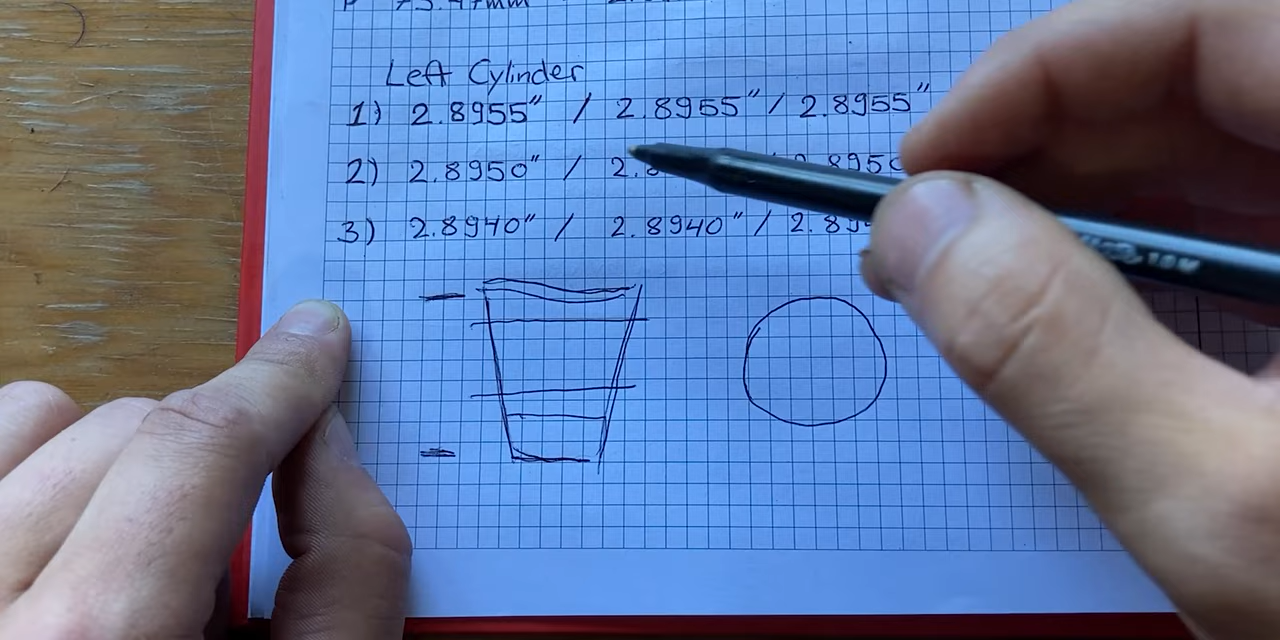 Left Cylinder
1) 2.8955" / 2.8955" / 2.8955"
2) 2.8950" /
3) 2.8940" / 2.8940" /